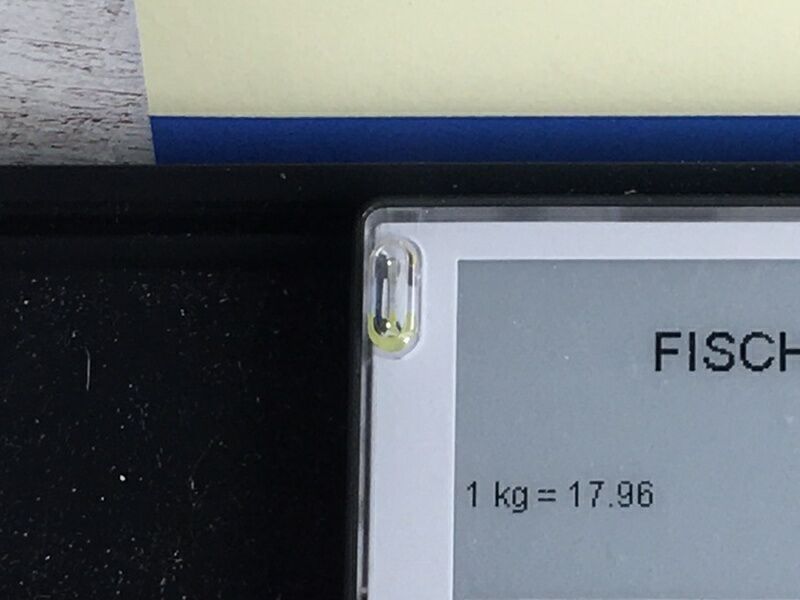 FISCH
1 kg = 17.96